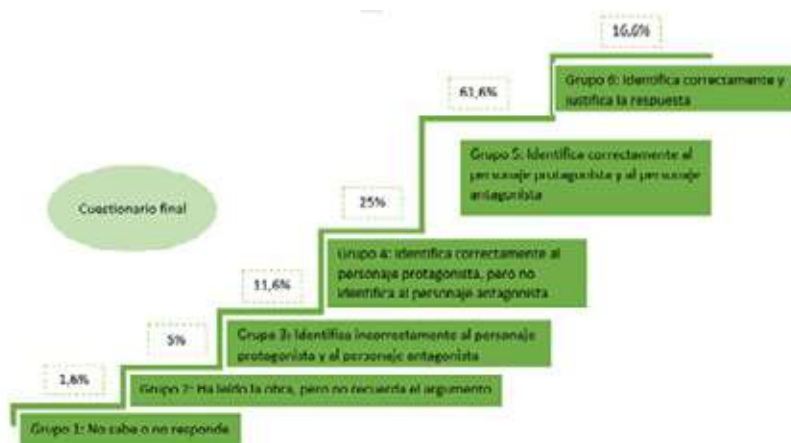 16,6%
Grupo 6: Identifica correctamente y
justifica la respuesta
61,6%
Grupo 5: Identifica correctamente al
personaje protagonista y al personaje
antagonista
Cuestionario final
25%
Grupo 4: Identifica correctamente al
personaje protagonista, pero no
identifica al personaje antagonista
11,6%
Grupo 3: Identifica incorrectamente al personaje
protagonista y al personaje antagonista
5%
Grupo 2: Ha leído la obra, pero no recuerda el argumento
1,6%
Grupo 1: No sabe o no responde